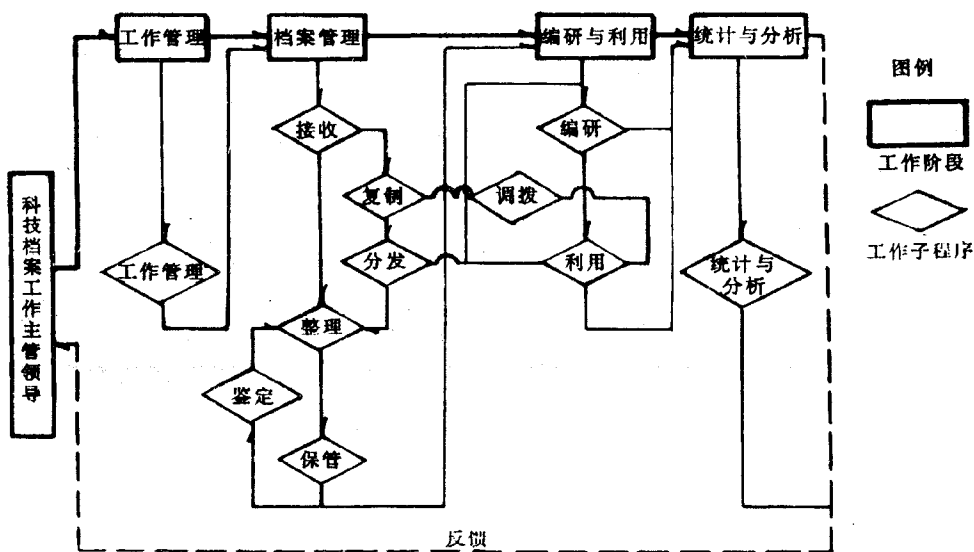 工作管理
档案管理
编研与利用
统计与分析
图例
工作阶段
工作子程序
科技档案工作主管领导
接收
编研
复制
调拨
分发
利用
工作管理
统计与
分析
整理
鉴定
保管
反馈